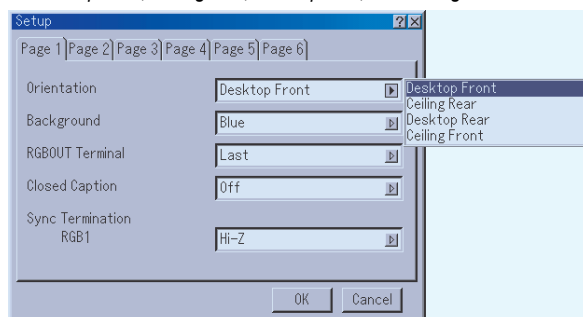 Setup
Page 1 Page 2 Page 3 Page 4 Page 5 Page 6
Orientation Desktop Front
Desktop Front
Ceiling Rear
Desktop Rear
Ceiling Front
Background Blue
RGBOUT Terminal Last
Closed Caption Off
Sync Termination
RGB1 Hi-Z
OK Cancel